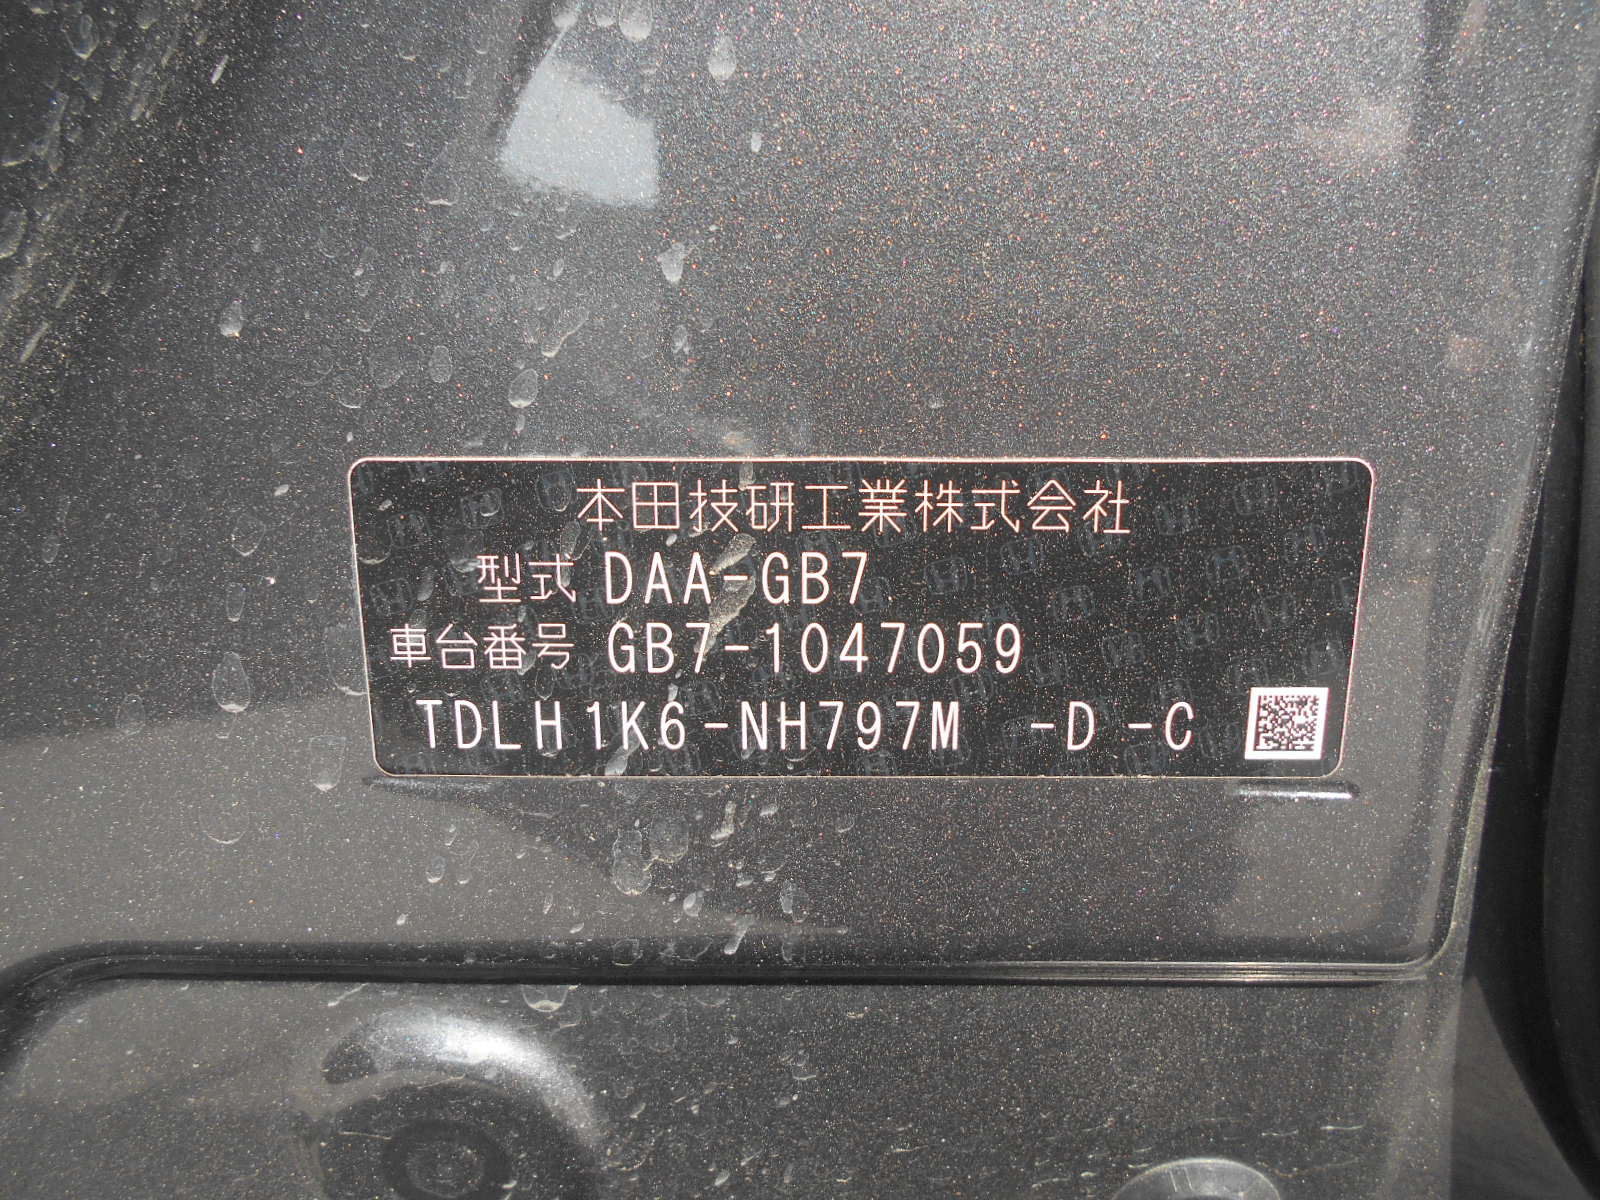 本田技研工業株式会社
型式 DAA-GB7
車台番号 GB7-1047059
TDLH1K6-NH797M -D -C